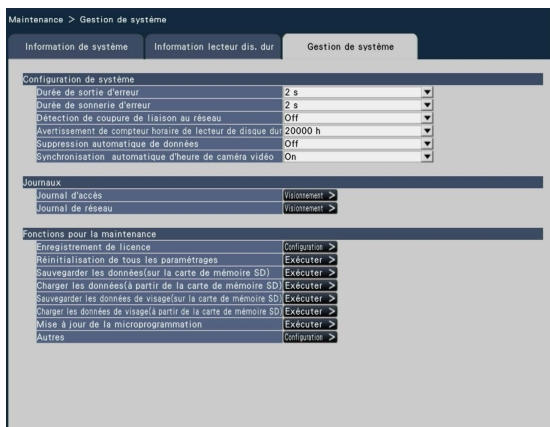 Maintenance > Gestion de système
Information de système Information lecteur dis. dur Gestion de système
Configuration de système
Durée de sortie d'erreur 2 s
Durée de sonnerie d'erreur 2 s
Détection de coupure de liaison au réseau Off
Avertissement de compteur horaire de lecteur de disque dur 20000 h
Suppression automatique de données Off
Synchronisation automatique d'heure de caméra vidéo On
Journaux
Journal d'accès Visionnement >
Journal de réseau Visionnement >
Fonctions pour la maintenance
Enregistrement de licence Configuration >
Réinitialisation de tous les paramétrages Exécuter >
Sauvegarder les données(sur la carte de mémoire SD) Exécuter >
Charger les données(à partir de la carte de mémoire SD) Exécuter >
Sauvegarder les données de visage(sur la carte de mémoire SD) Exécuter >
Charger les données de visage(à partir de la carte de mémoire SD) Exécuter >
Mise à jour de la microprogrammation Exécuter >
Autres Configuration >